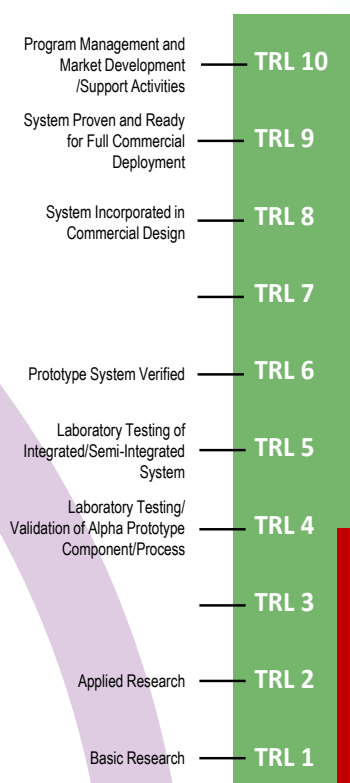 Program Management and
Market Development
/Support Activities
TRL 10
System Proven and Ready
for Full Commercial
Deployment
TRL 9
System Incorporated in
Commercial Design
TRL 8
TRL 7
Prototype System Verified
TRL 6
Laboratory Testing of
Integrated/Semi-Integrated
System
TRL 5
Laboratory Testing/
Validation of Alpha Prototype
Component/Process
TRL 4
TRL 3
Applied Research
TRL 2
Basic Research
TRL 1